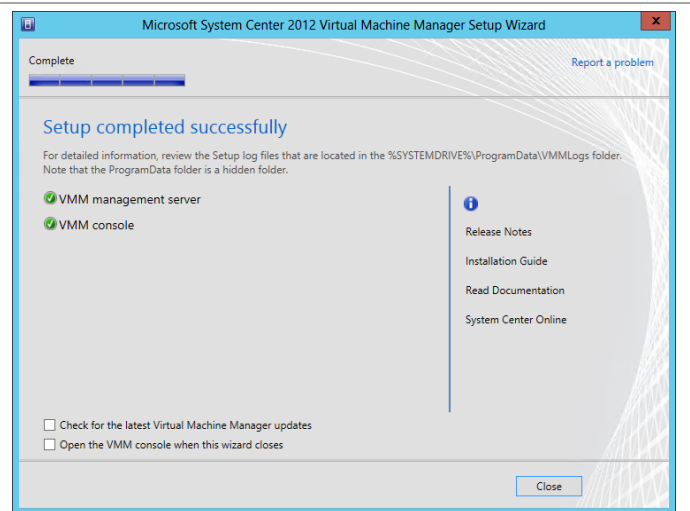 Microsoft System Center 2012 Virtual Machine Manager Setup Wizard
x
Complete
Report a problem
Setup completed successfully
For detailed information, review the Setup log files that are located in the %SYSTEMDRIVE%\ProgramData\VMMLogs folder.
Note that the ProgramData folder is a hidden folder.
VMM management server
VMM console
Release Notes
Installation Guide
Read Documentation
System Center Online
Check for the latest Virtual Machine Manager updates
Open the VMM console when this wizard closes
Close